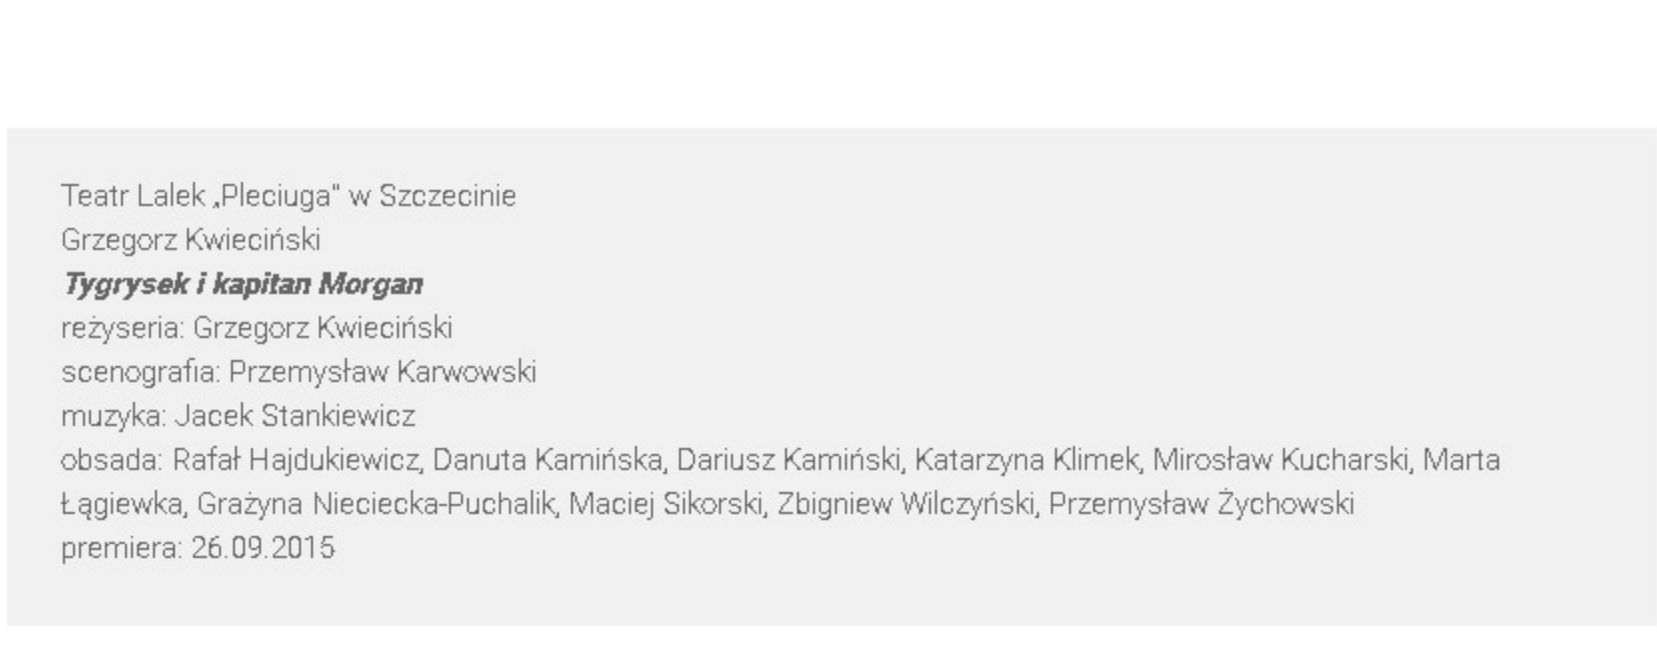 Teatr Lalek „Pleciuga" w Szczecinie
Grzegorz Kwieciński
Tygrysek i kapitan Morgan
reżyseria: Grzegorz Kwieciński
scenografia: Przemysław Karwowski
muzyka: Jacek Stankiewicz
obsada: Rafał Hajdukiewicz, Danuta Kamińska, Dariusz Kamiński, Katarzyna Klimek, Mirosław Kucharski, Marta
Łągiewka, Grażyna Nieciecka-Puchalik, Maciej Sikorski, Zbigniew Wilczyński, Przemysław Żychowski
premiera: 26.09.2015